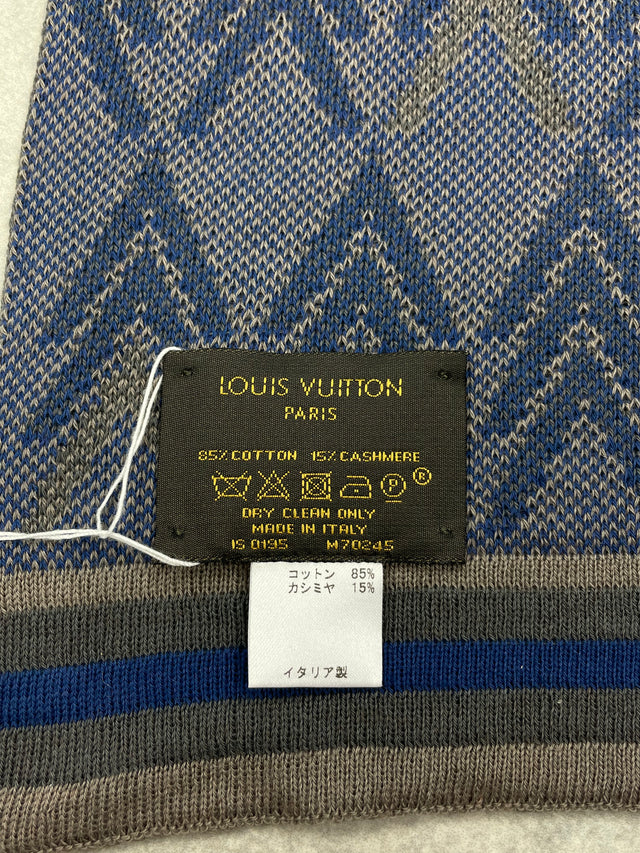 LOUIS VUITTON
PARIS
85% COTTON 15% CASHMERE
P ®
DRY CLEAN ONLY
MADE IN ITALY
IS 0195 M70245
コットン 85%
カシミヤ 15%
イタリア製